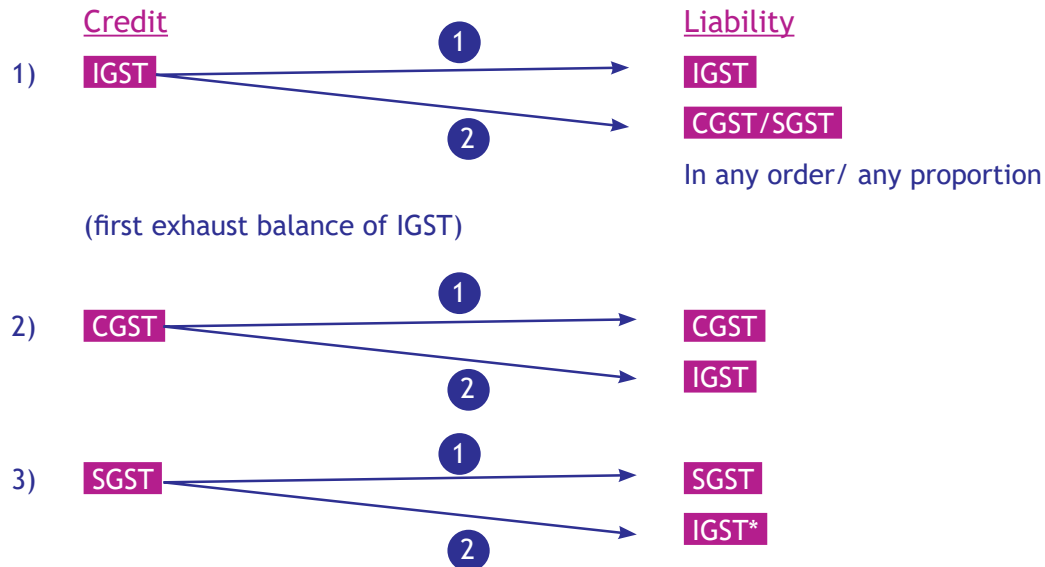 Credit Liability
1
1) IGST IGST
2 CGST/SGST
In any order/ any proportion
(first exhaust balance of IGST)
1
2) CGST CGST
2 IGST
1
3) SGST SGST
2 IGST*